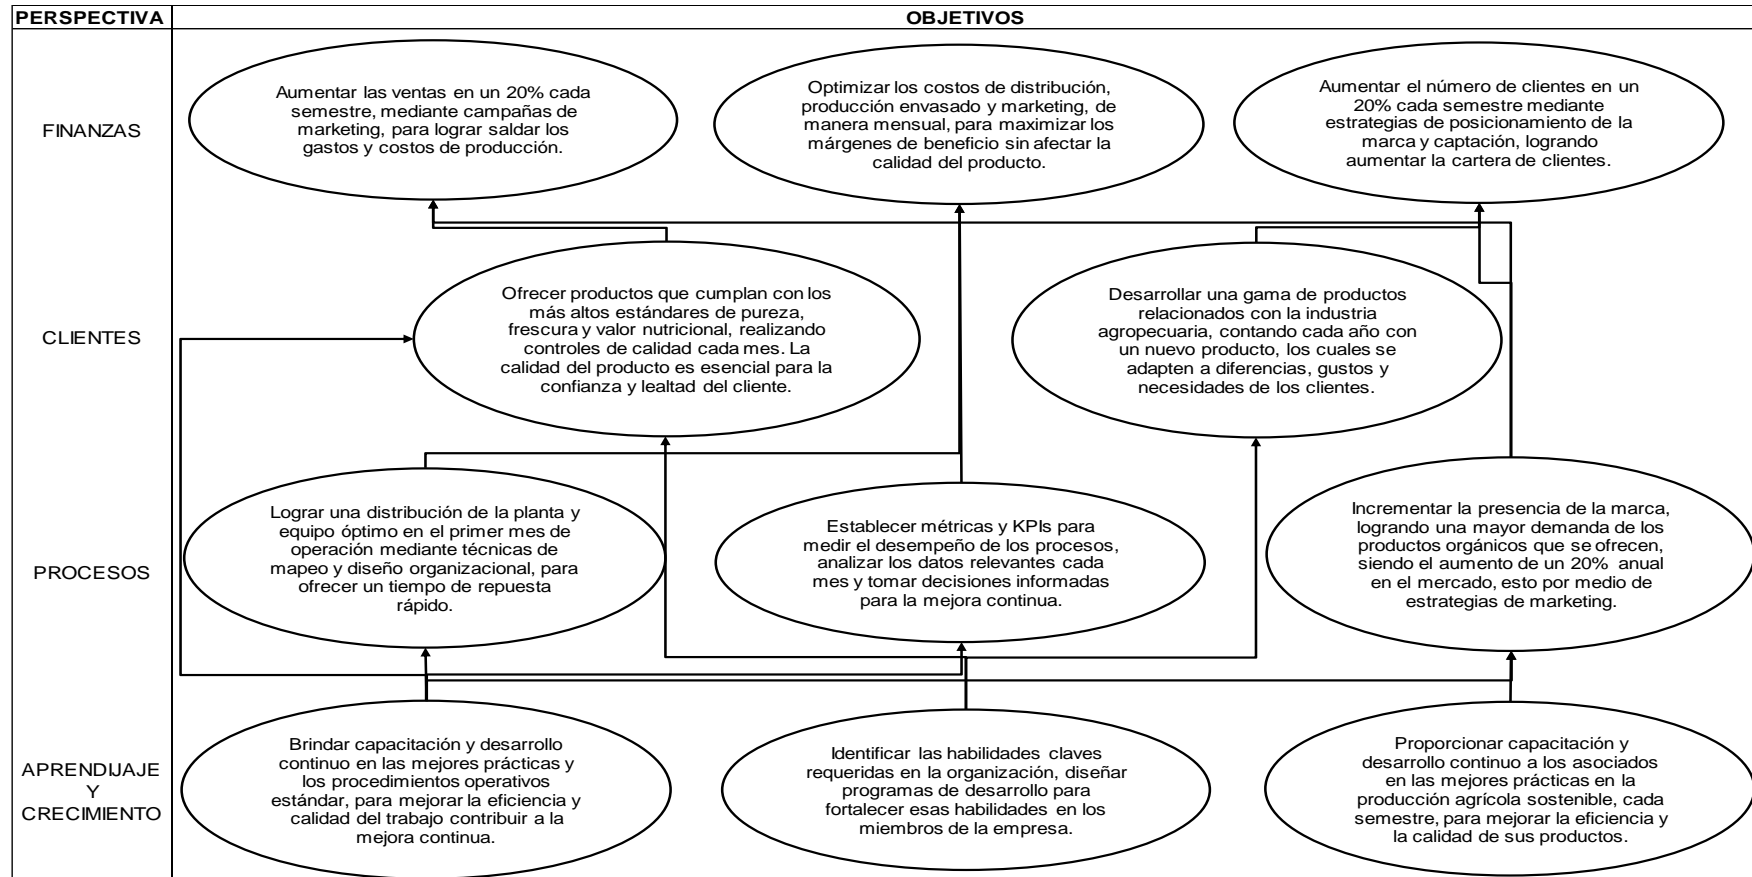 PERSPECTIVA
OBJETIVOS
FINANZAS
Aumentar las ventas en un 20% cada
semestre, mediante campañas de
marketing, para lograr saldar los
gastos y costos de producción.
Optimizar los costos de distribución,
producción envasado y marketing, de
manera mensual, para maximizar los
márgenes de beneficio sin afectar la
calidad del producto.
Aumentar el número de clientes en un
20% cada semestre mediante
estrategias de posicionamiento de la
marca y captación, logrando
aumentar la cartera de clientes.
CLIENTES
Ofrecer productos que cumplan con los
más altos estándares de pureza,
frescura y valor nutricional, realizando
controles de calidad cada mes. La
calidad del producto es esencial para la
confianza y lealtad del cliente.
Desarrollar una gama de productos
relacionados con la industria
agropecuaria, contando cada año con
un nuevo producto, los cuales se
adapten a diferencias, gustos y
necesidades de los clientes.
PROCESOS
Lograr una distribución de la planta y
equipo óptimo en el primer mes de
operación mediante técnicas de
mapeo y diseño organizacional, para
ofrecer un tiempo de repuesta
rápido.
Establecer métricas y KPIs para
medir el desempeño de los procesos,
analizar los datos relevantes cada
mes y tomar decisiones informadas
para la mejora continua.
Incrementar la presencia de la marca,
logrando una mayor demanda de los
productos orgánicos que se ofrecen,
siendo el aumento de un 20% anual
en el mercado, esto por medio de
estrategias de marketing.
APRENDIJAJE
Y
CRECIMIENTO
Brindar capacitación y desarrollo
continuo en las mejores prácticas y
los procedimientos operativos
estándar, para mejorar la eficiencia y
calidad del trabajo contribuir a la
mejora continua.
Identificar las habilidades claves
requeridas en la organización, diseñar
programas de desarrollo para
fortalecer esas habilidades en los
miembros de la empresa.
Proporcionar capacitación y
desarrollo continuo a los asociados
en las mejores prácticas en la
producción agrícola sostenible, cada
semestre, para mejorar la eficiencia y
la calidad de sus productos.